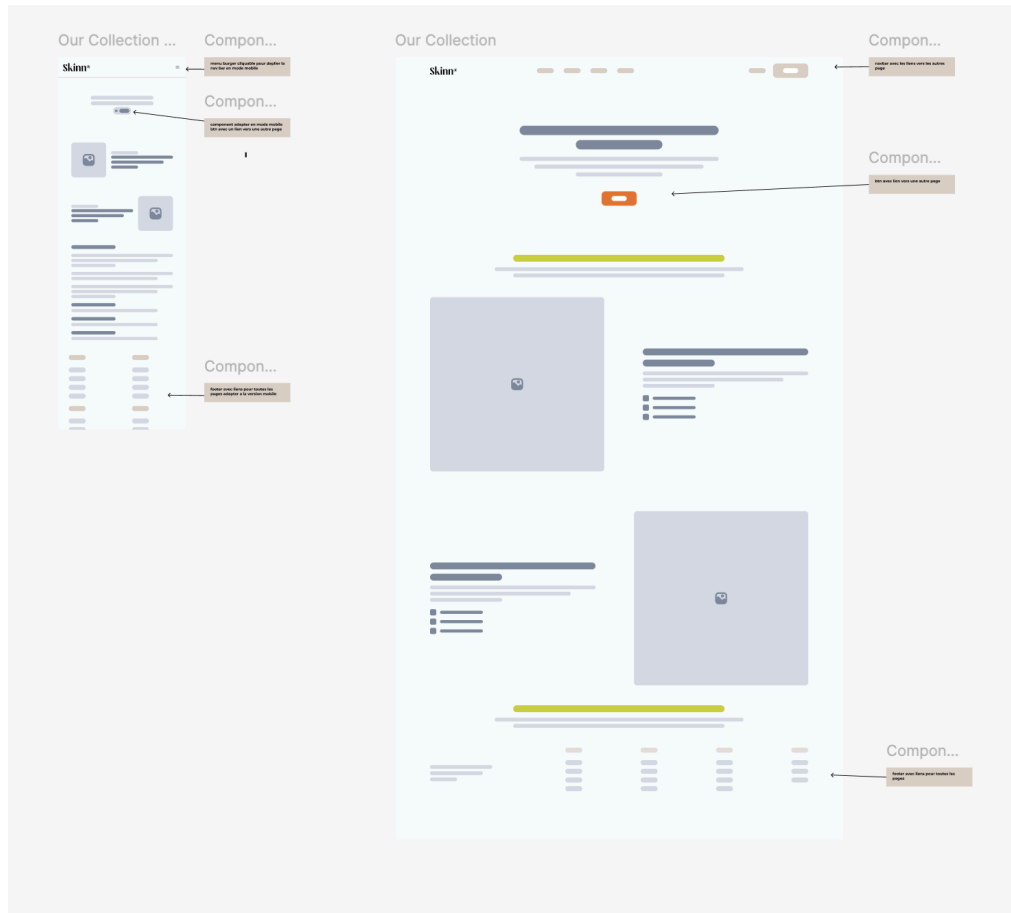 Our Collection ...
Compon...
Skinn*
menu burger cliquable pour deplier la
nav bar en mode mobile
Compon...
component adapter en mode mobile
btn avec un lien vers une autre page
Compon...
footer avec liens pour toutes les
pages adapter a la version mobile
Our Collection
Compon...
Skinn*
navbar avec les liens vers les autres
page
Compon...
btn avec lien vers une autre page
Compon...
footer avec liens pour toutes les
pages